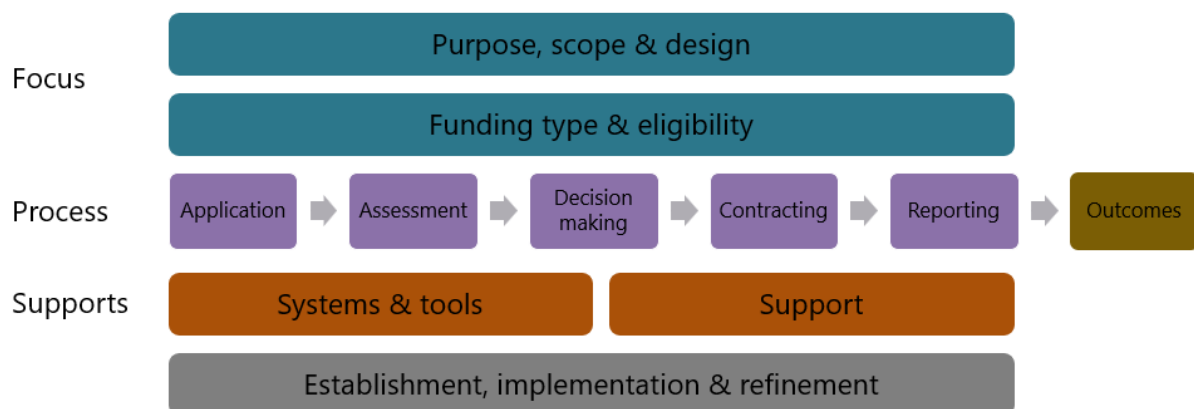 Purpose, scope & design
Focus
Funding type & eligibility
Process
Application
Assessment
Decision
making
Contracting
Reporting
Outcomes
Supports
Systems & tools
Support
Establishment, implementation & refinement